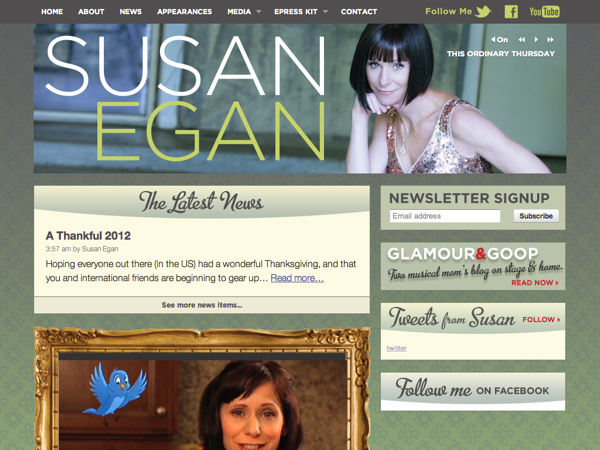 HOME ABOUT NEWS APPEARANCES MEDIA EPRESS KIT CONTACT
Follow Me
You Tube
SUSAN
EGAN
On
THIS ORDINARY THURSDAY
The Latest News
A Thankful 2012
3:57 am by Susan Egan
Hoping everyone out there (in the US) had a wonderful Thanksgiving, and that
you and international friends are beginning to gear up… Read more…
See more news items...
NEWSLETTER SIGNUP
Email address Subscribe
GLAMOUR&GOOP
Two musical mom's blog on stage & home.
READ NOW
Tweets from Susan FOLLOW
twitter
Follow me ON FACEBOOK